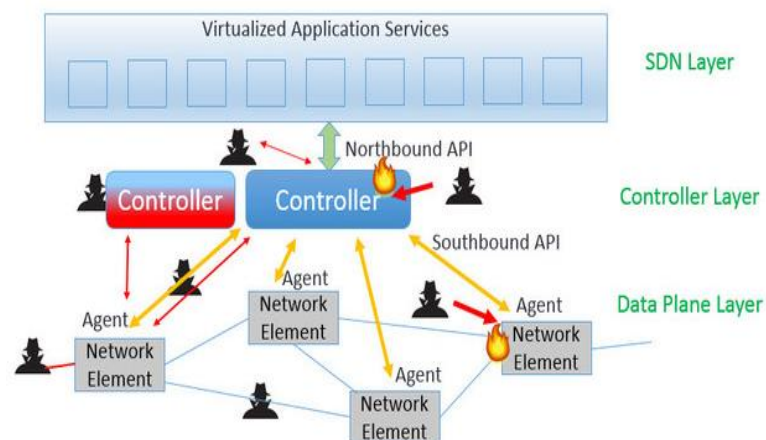 Virtualized Application Services
SDN Layer
Northbound API
Controller
Controller
Controller Layer
Southbound API
Agent
Agent
Agent
Data Plane Layer
Network
Element
Network
Element
Network
Element
Agent
Network
Element